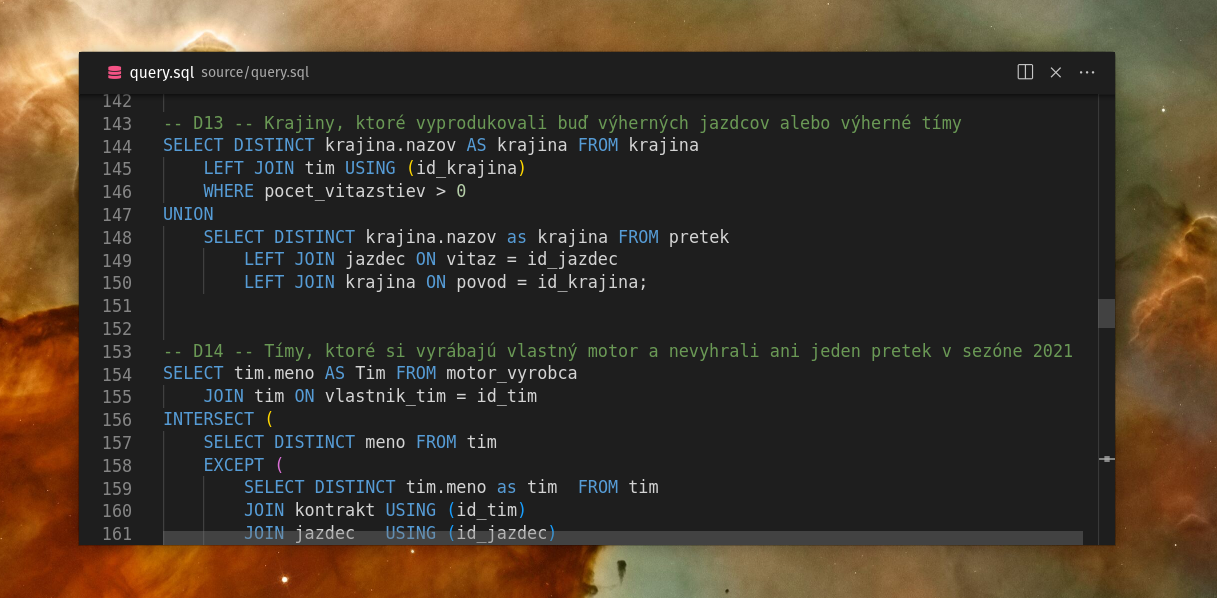 query.sql source/query.sql
142
143 -- D13 -- Krajiny, ktoré vyprodukovali buď výherných jazdcov alebo výherné tímy
144 SELECT DISTINCT krajina.nazov AS krajina FROM krajina
145     LEFT JOIN tim USING (id_krajina)
146     WHERE pocet_vitazstiev > 0
147 UNION
148     SELECT DISTINCT krajina.nazov as krajina FROM pretek
149         LEFT JOIN jazdec ON vitaz = id_jazdec
150         LEFT JOIN krajina ON povod = id_krajina;
151
152
153 -- D14 -- Tímy, ktoré si vyrábajú vlastný motor a nevyhrali ani jeden pretek v sezóne 2021
154 SELECT tim.meno AS Tim FROM motor_vyrobca
155     JOIN tim ON vlastnik_tim = id_tim
156 INTERSECT (
157     SELECT DISTINCT meno FROM tim
158     EXCEPT (
159         SELECT DISTINCT tim.meno as tim  FROM tim
160         JOIN kontrakt USING (id_tim)
161         JOIN jazdec   USING (id_jazdec)